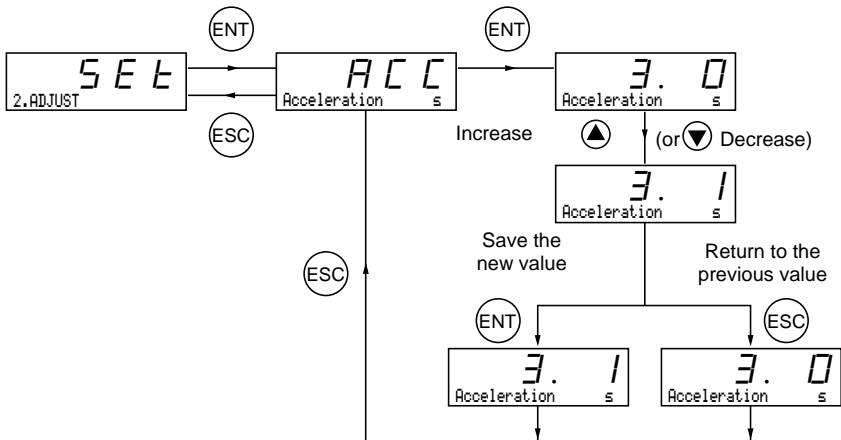 ENT
ENT
SEt
2.ADJUST
ACC
Acceleration s
3. 0
Acceleration s
ESC
Increase
(or Decrease)
3. 1
Acceleration s
Save the
new value
Return to the
previous value
ESC
ENT
ESC
3. 1
Acceleration s
3. 0
Acceleration s